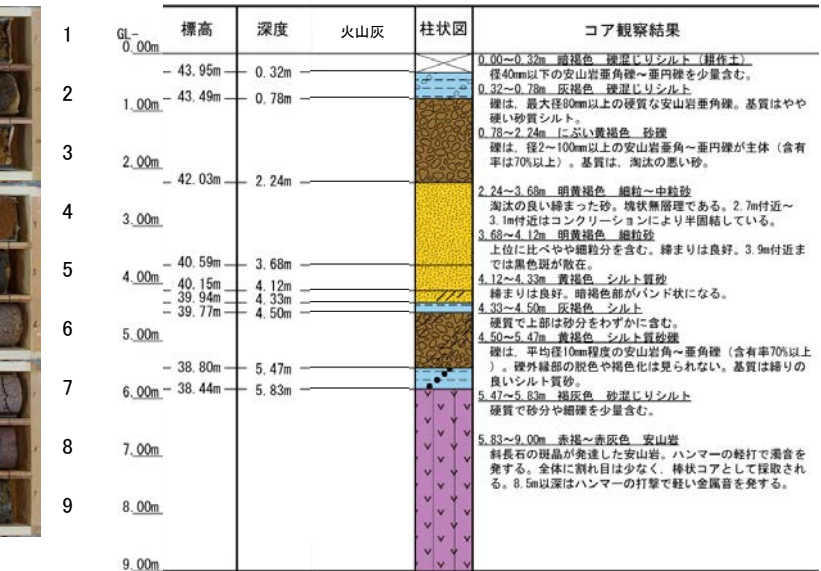 標高 深度 火山灰 柱状図 コア観察結果
GL-
0.00m
1.00m
2.00m
3.00m
4.00m
5.00m
6.00m
7.00m
8.00m
9.00m
1
2
3
4
5
6
7
8
9
43.95m 0.32m
43.49m 0.78m
42.03m 2.24m
40.59m 3.68m
40.15m 4.12m
39.94m 4.33m
39.77m 4.50m
38.80m 5.47m
38.44m 5.83m
0.00~0.32m 暗褐色 礫混じりシルト (耕作土)
径40mm以下の安山岩亜角礫~亜円礫を少量含む。
0.32~0.78m 灰褐色 礫混じりシルト
礫は、最大径80mm以上の硬質な安山岩亜角礫。基質はやや
硬い砂質シルト。
0.78~2.24m にぶい黄褐色 砂礫
礫は、径2~100mm以上の安山岩亜角~亜円礫が主体(含有
率は70%以上)。基質は、淘汰の悪い砂。
2.24~3.68m 明黄褐色 細粒~中粒砂
淘汰の良い締まった砂。塊状無層理である。2.7m付近~
3.1m付近はコンクリーションにより半固結している。
3.68~4.12m 明黄褐色 細粒砂
上位に比べやや細粒分を含む。締まりは良好。3.9m付近ま
では黒色斑が散在。
4.12~4.33m 黄褐色 シルト質砂
締まりは良好。暗褐色部がバンド状になる。
4.33~4.50m 灰褐色 シルト
硬質で上部は砂分をわずかに含む。
4.50~5.47m 黄褐色 シルト質砂礫
礫は、平均径10mm程度の安山岩角~亜角礫(含有率70%以上
)。礫外縁部の脱色や褐色化は見られない。基質は締りの
良いシルト質砂。
5.47~5.83m 褐灰色 砂混じりシルト
硬質で砂分や細礫を少量含む。
5.83~9.00m 赤褐~赤灰色 安山岩
斜長石の斑晶が発達した安山岩。ハンマーの軽打で濁音を
発する。全体に割れ目は少なく、棒状コアとして採取され
る。8.5m以深はハンマーの打撃で軽い金属音を発する。